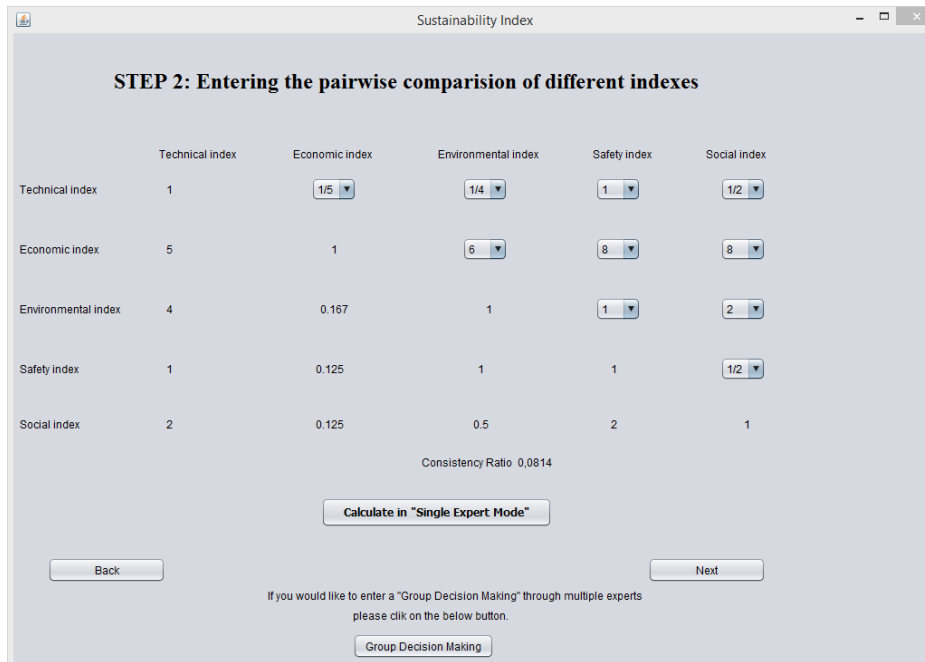 Sustainability Index
STEP 2: Entering the pairwise comparision of different indexes
Technical index Economic index Environmental index Safety index Social index
Technical index 1 1/5 1/4 1 1/2
Economic index 5 1 6 8 8
Environmental index 4 0.167 1 1 2
Safety index 1 0.125 1 1 1/2
Social index 2 0.125 0.5 2 1
Consistency Ratio 0,0814
Calculate in "Single Expert Mode"
Back Next
If you would like to enter a "Group Decision Making" through multiple experts
please clik on the below button.
Group Decision Making